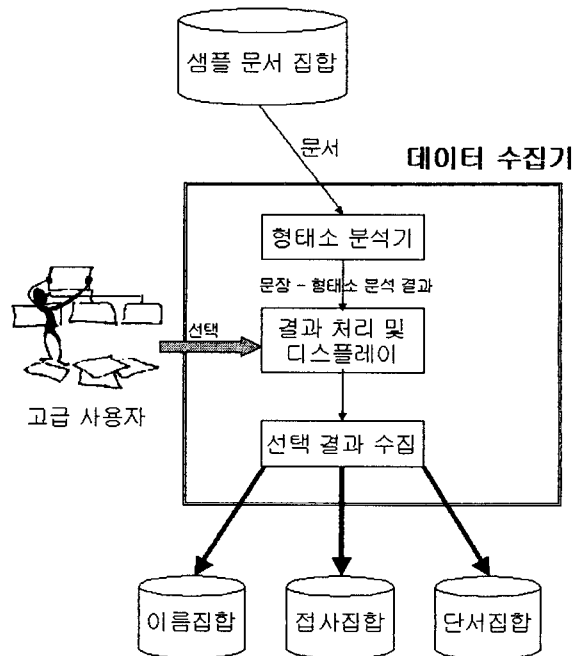 샘플 문서 집합
문서
데이터 수집기
형태소 분석기
문장 - 형태소 분석 결과
선택
결과 처리 및
디스플레이
고급 사용자
선택 결과 수집
이름집합
접사집합
단서집합